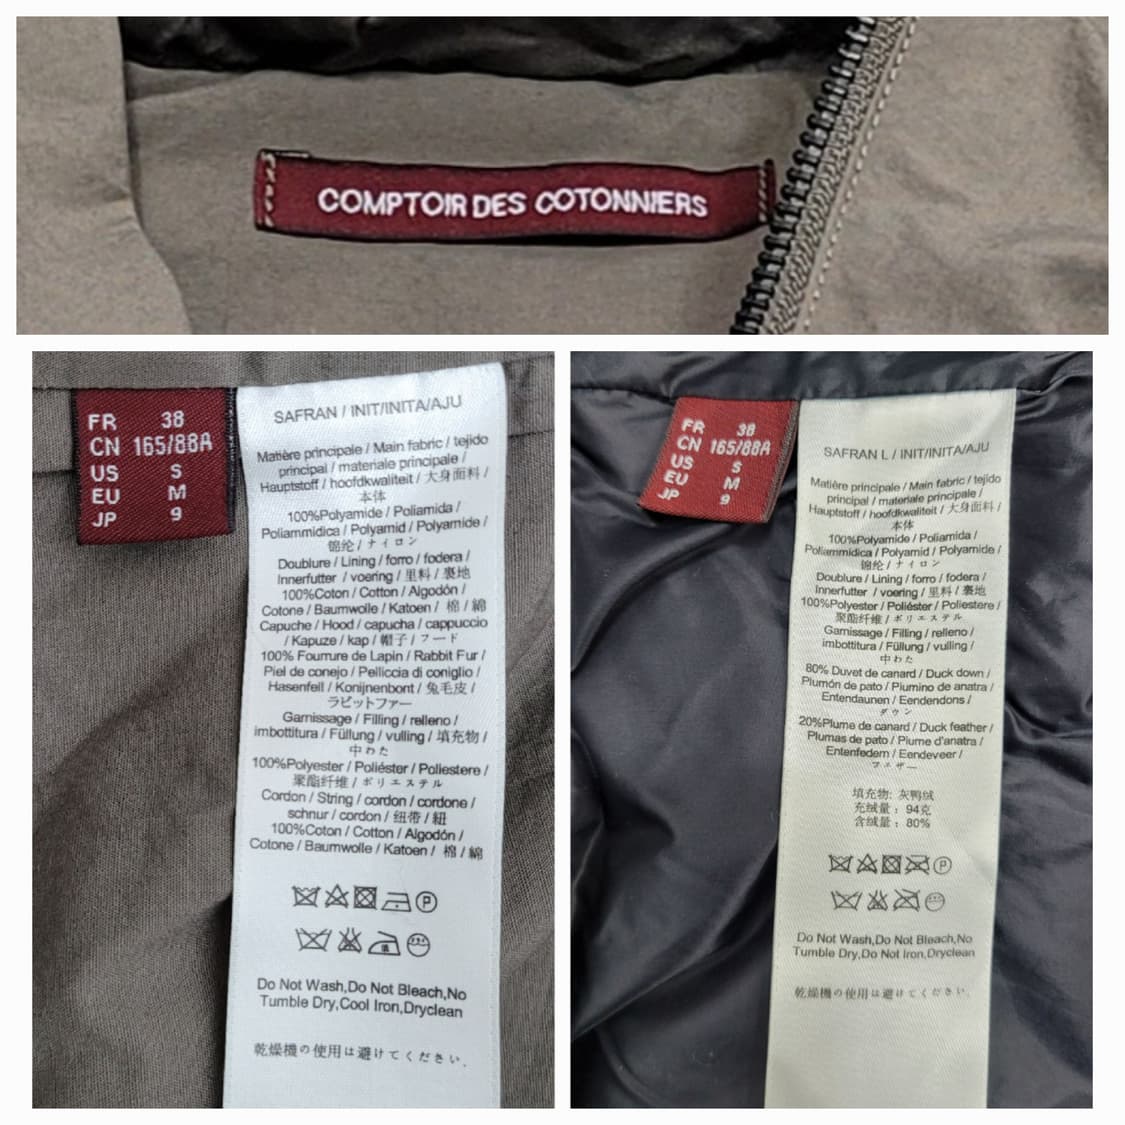 COMPTOIR DES COTONNIERS
FR 38
CN 165/88A
US S
EU M
JP 9
SAFRAN / INIT/INITA/AJU
Matière principale / Main fabric / tejido
principal / materiale principale /
Hauptstoff / hoofdkwaliteit / 大身面料 /
本体
100%Polyamide / Poliamida /
Poliammidica / Polyamid / Polyamide /
锦纶 / ナイロン
Doublure / Lining / forro / fodera /
Innerfutter / voering / 里料 / 裏地
100%Coton / Cotton / Algodón /
Cotone / Baumwolle / Katoen / 棉 / 綿
Capuche / Hood / capucha / cappuccio
/ Kapuze / kap / 帽子 / フード
100% Fourrure de Lapin / Rabbit Fur /
Piel de conejo / Pelliccia di coniglio /
Hasenfell / Konijnenbont / 兔毛皮 /
ラビットファー
Garnissage / Filling / relleno /
imbottitura / Füllung / vulling / 填充物 /
中わた
100%Polyester / Poliéster / Poliestere /
聚酯纤维 / ポリエステル
Cordon / String / cordon / cordone /
schnur / cordon / 纽带 / 紐
100%Coton / Cotton / Algodón /
Cotone / Baumwolle / Katoen / 棉 / 綿
P
Do Not Wash,Do Not Bleach,No
Tumble Dry,Cool Iron,Dryclean
乾燥機の使用は避けてください.
FR 38
CN 165/88A
US S
EU M
JP 9
SAFRAN L / INIT/INITA/AJU
Matière principale / Main fabric / tejido
principal / materiale principale /
Hauptstoff / hoofdkwaliteit / 大身面料 /
本体
100%Polyamide / Poliamida /
Poliammidica / Polyamid / Polyamide /
锦纶 / ナイロン
Doublure / Lining / forro / fodera /
Innerfutter / voering / 里料 / 裏地
100%Polyester / Poliéster / Poliestere /
聚酯纤维 / ポリエステル
Garnissage / Filling / relleno /
imbottitura / Füllung / vulling /
中わた
80% Duvet de canard / Duck down /
Plumón de pato / Piumino de anatra /
Entendaunen / Eendendons /
ダウン
20%Plume de canard / Duck feather /
Plumas de pato / Piume d'anatra /
Entenfedern / Eendeveer /
フェザー
填充物: 灰鸭绒
充绒量: 94克
含绒量: 80%
P
Do Not Wash,Do Not Bleach,No
Tumble Dry,Do Not Iron,Dryclean
乾燥機の使用は避けてください.